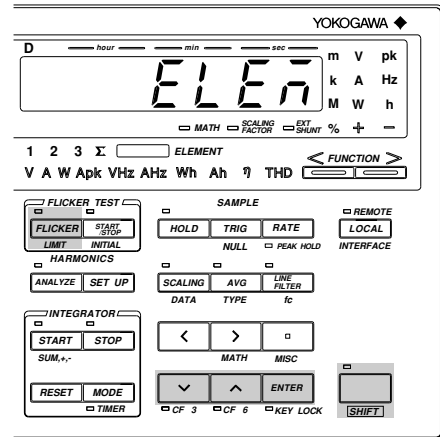 YOKOGAWA
D hour min sec
ELEm
m V pk
k A Hz
M W h
MATH SCALING FACTOR EXT SHUNT % + −
1 2 3 Σ ELEMENT
< FUNCTION >
V A W Apk VHz AHz Wh Ah η THD
FLICKER TEST SAMPLE
REMOTE
FLICKER START /STOP HOLD TRIG RATE LOCAL
LIMIT INITIAL NULL PEAK HOLD INTERFACE
HARMONICS
ANALYZE SET UP SCALING AVG LINE FILTER
DATA TYPE fc
INTEGRATOR
START STOP < >
SUM,+,- MATH MISC
RESET MODE ENTER
TIMER CF 3 CF 6 KEY LOCK SHIFT